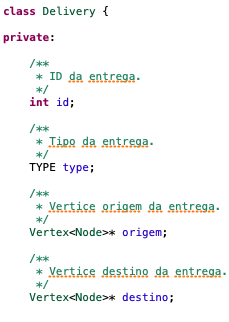 class Delivery {
private:
/**
* ID da entrega.
*/
int id;
/**
* Tipo da entrega.
*/
TYPE type;
/**
* Vertice origem da entrega.
*/
Vertex<Node>* origem;
/**
* Vertice destino da entrega.
*/
Vertex<Node>* destino;